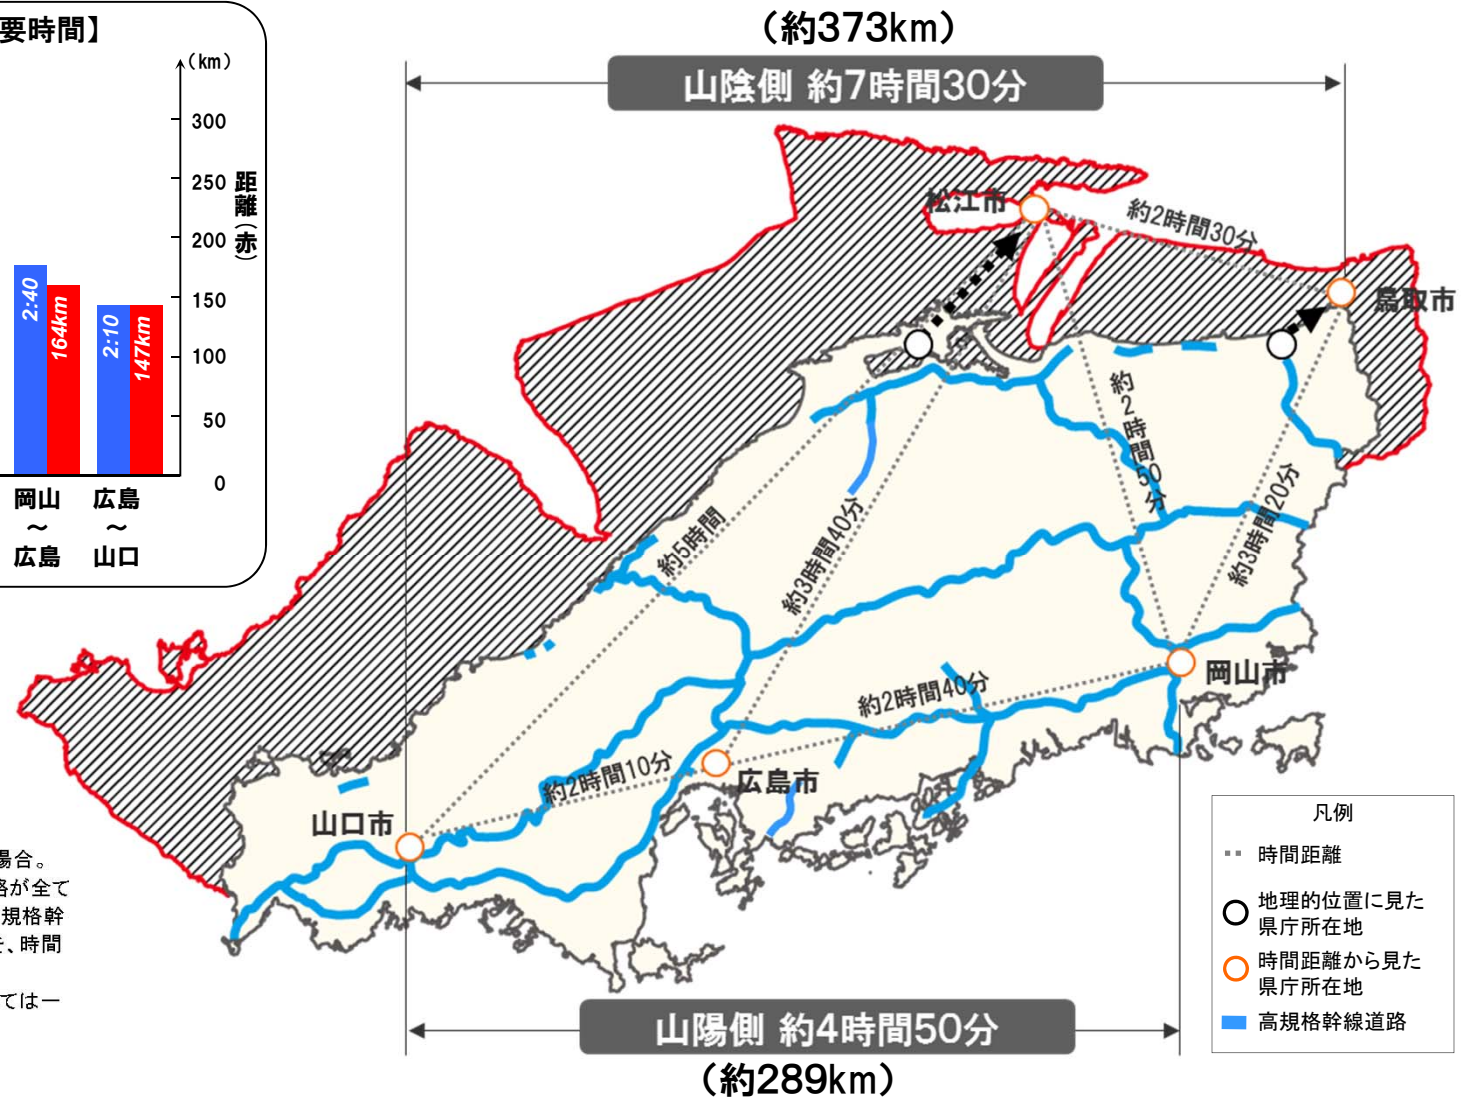 要時間】
(km)
300
250
200
150
100
50
0
距離(赤)
2:40
164km
2:10
147km
岡山
～
広島
広島
～
山口
(約373km)
山陰側 約7時間30分
松江市
約2時間30分
鳥取市
約2時間50分
約3時間20分
約5時間
約3時間40分
岡山市
約2時間40分
約2時間10分
広島市
山口市
場合。
路が全て
規格幹
、時間
ては一
山陽側 約4時間50分
(約289km)
凡例
時間距離
地理的位置に見た
県庁所在地
時間距離から見た
県庁所在地
高規格幹線道路